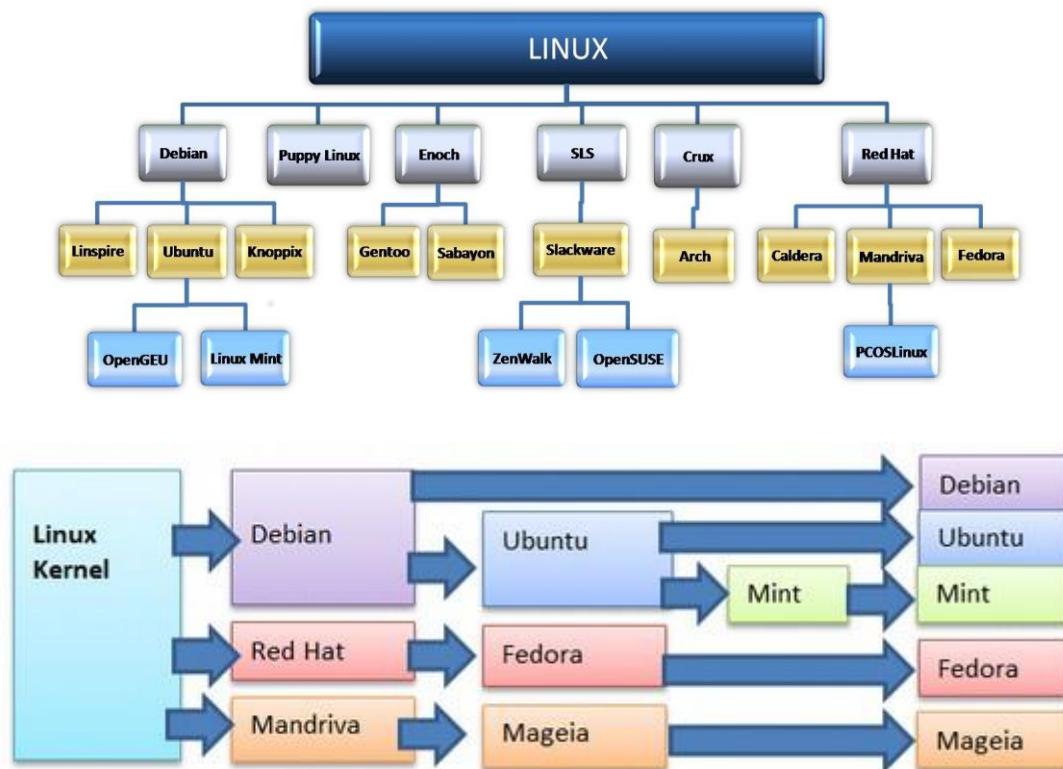 LINUX
Debian
Puppy Linux
Enoch
SLS
Crux
Red Hat
Linspire
Ubuntu
Knoppix
Gentoo
Sabayon
Slackware
Arch
Caldera
Mandriva
Fedora
OpenGEU
Linux Mint
ZenWalk
OpenSUSE
PCOSLinux
Linux
Kernel
Debian
Ubuntu
Mint
Debian
Ubuntu
Mint
Red Hat
Fedora
Fedora
Mandriva
Mageia
Mageia